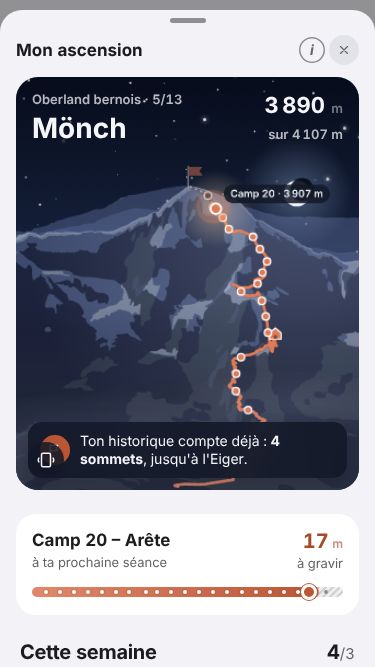 Mon ascension
i
Oberland bernois · 5/13
3 890 m
Mönch
sur 4 107 m
Camp 20 · 3 907 m
Ton historique compte déjà : 4
sommets, jusqu'à l'Eiger.
Camp 20 – Arête
17 m
à ta prochaine séance
à gravir
Cette semaine
4/3